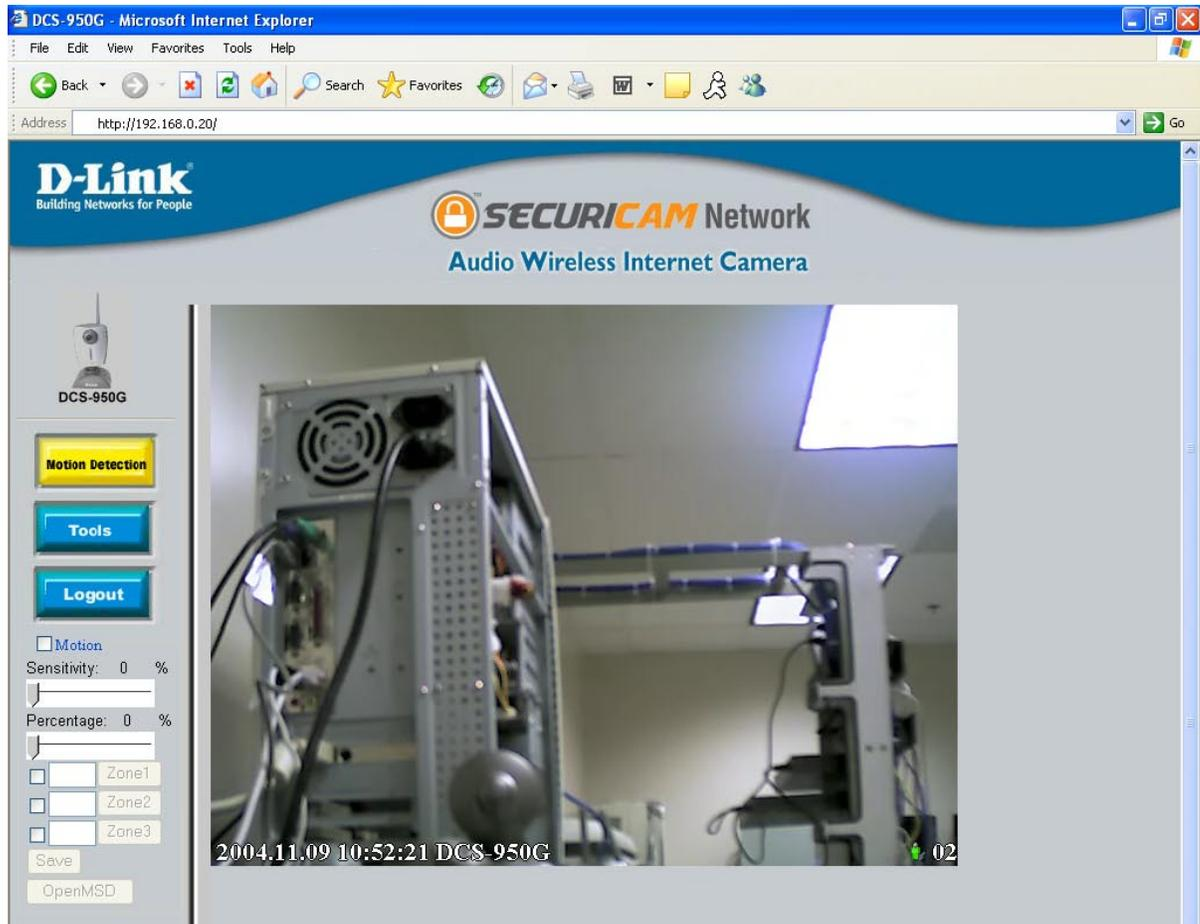 DCS-950G - Microsoft Internet Explorer
File Edit View Favorites Tools Help
Back Search Favorites
Address http://192.168.0.20/ Go
D-Link®
Building Networks for People
SECURICAM™ Network
Audio Wireless Internet Camera
DCS-950G
Motion Detection
Tools
Logout
Motion
Sensitivity: 0 %
Percentage: 0 %
Zone1
Zone2
Zone3
Save
OpenMSD
2004.11.09 10:52:21 DCS-950G 02